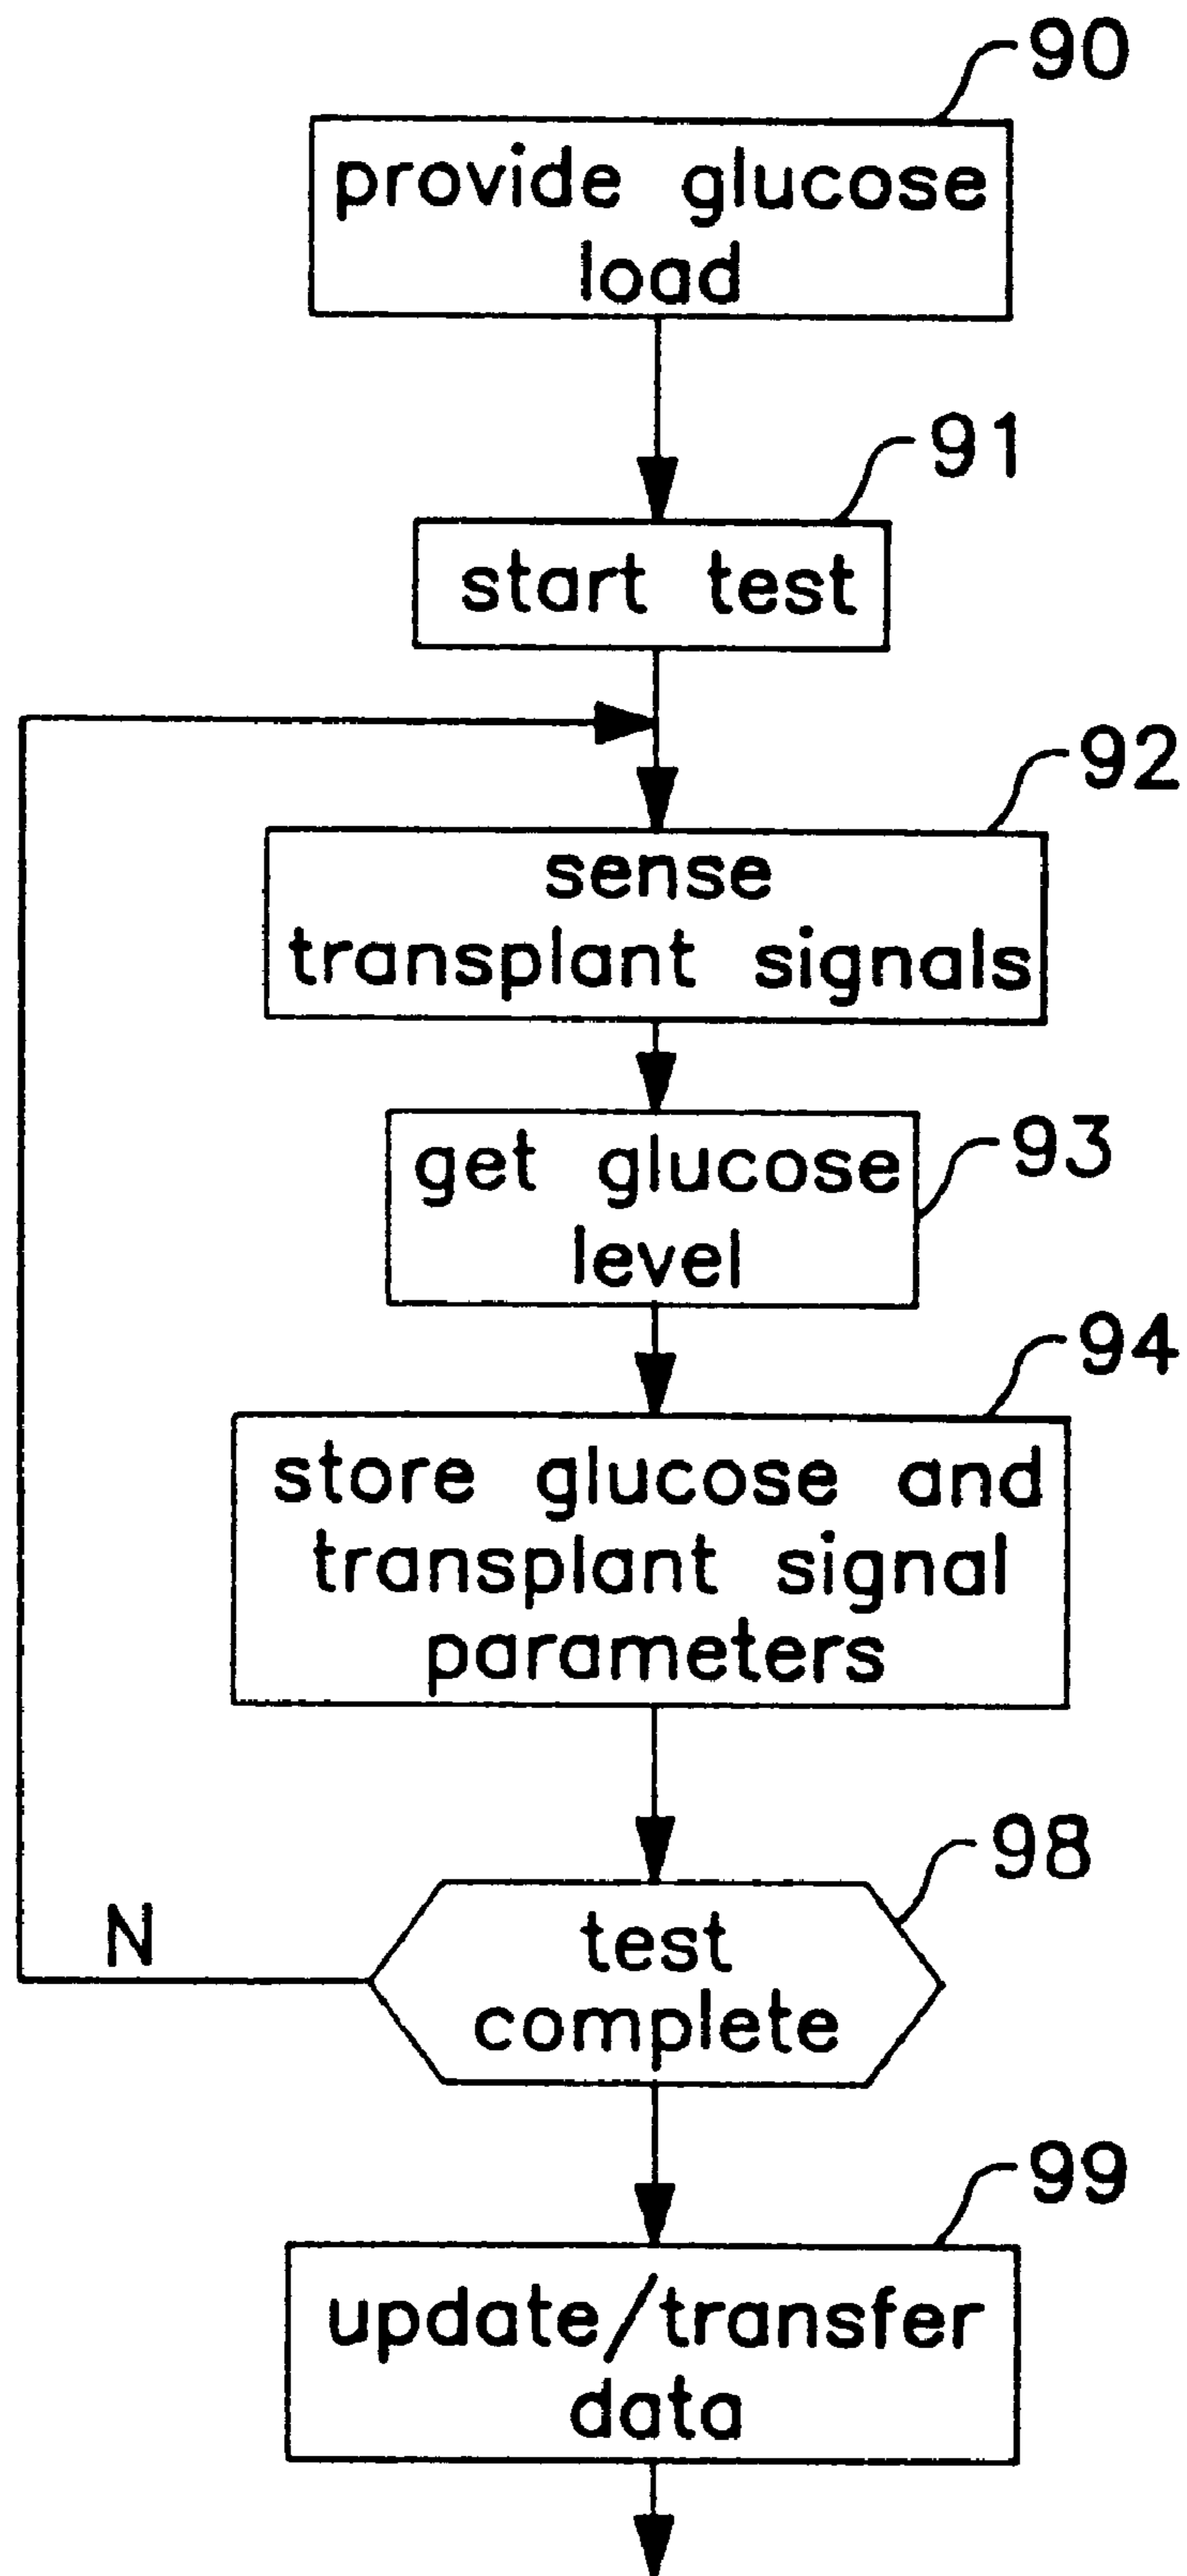 90
provide glucose
load
91
start test
92
sense
transplant signals
93
get glucose
level
94
store glucose and
transplant signal
parameters
98
N
test
complete
99
update/transfer
data